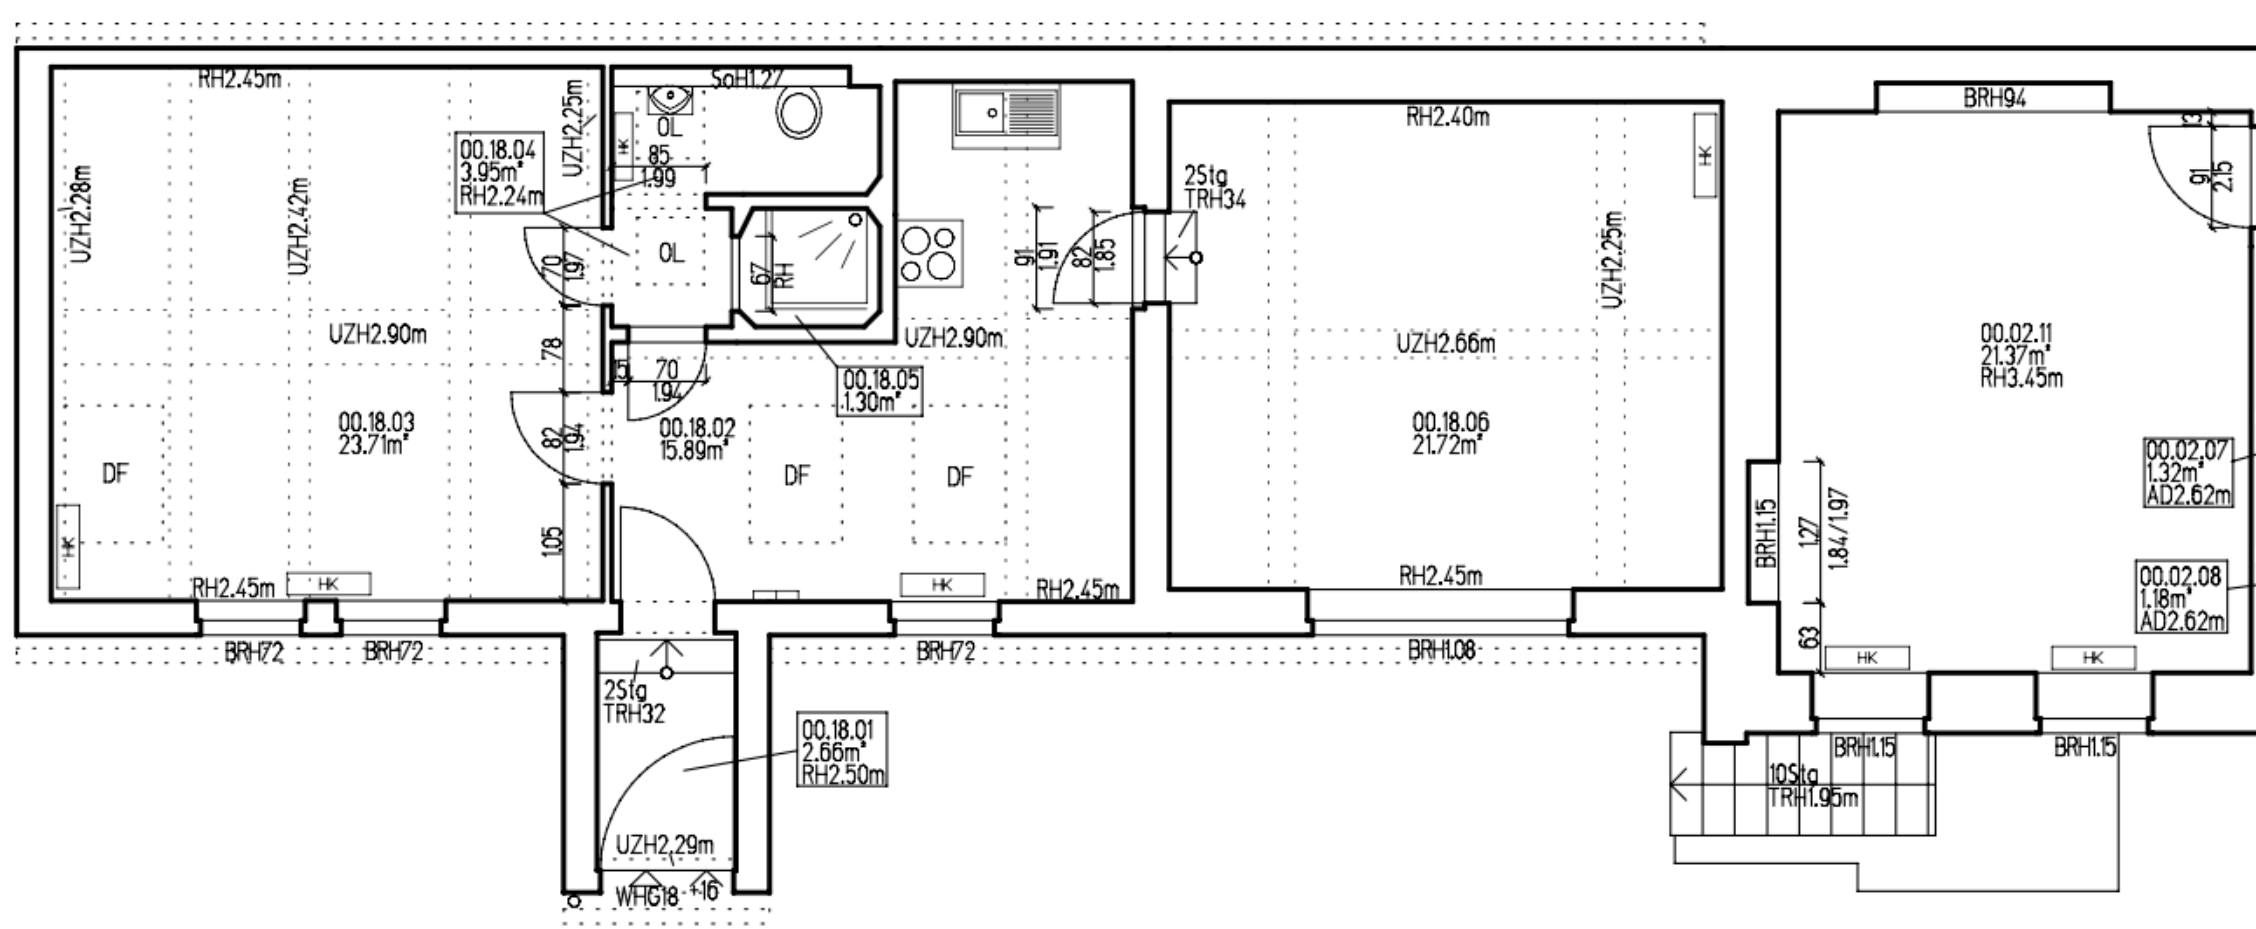 RH2.45m
UZH2.25m
UZH2.28m
UZH2.42m
00.18.04
3.95m²
RH2.24m
SoH1.27
OL
HK
85
1.99
OL
70
1.97
67
RH
78
UZH2.90m
15
70
1.94
00.18.05
1.30m²
UZH2.90m
00.18.03
23.71m²
82
1.94
00.18.02
15.89m²
DF
DF
DF
1.05
HK
RH2.45m
HK
HK
RH2.45m
BRH72
BRH72
BRH72
91
1.91
82
1.85
2Stg
TRH34
RH2.40m
HK
UZH2.25m
UZH2.66m
00.18.06
21.72m²
RH2.45m
BRH1.08
2Stg
TRH32
00.18.01
2.66m²
RH2.50m
UZH2.29m
WHG18
+16
BRH94
13
91
2.15
00.02.11
21.37m²
RH3.45m
00.02.07
1.32m²
AD2.62m
BRH1.15
1.27
1.84/1.97
00.02.08
1.18m²
AD2.62m
63
HK
HK
BRH1.15
BRH1.15
10Stg
TRH1.95m